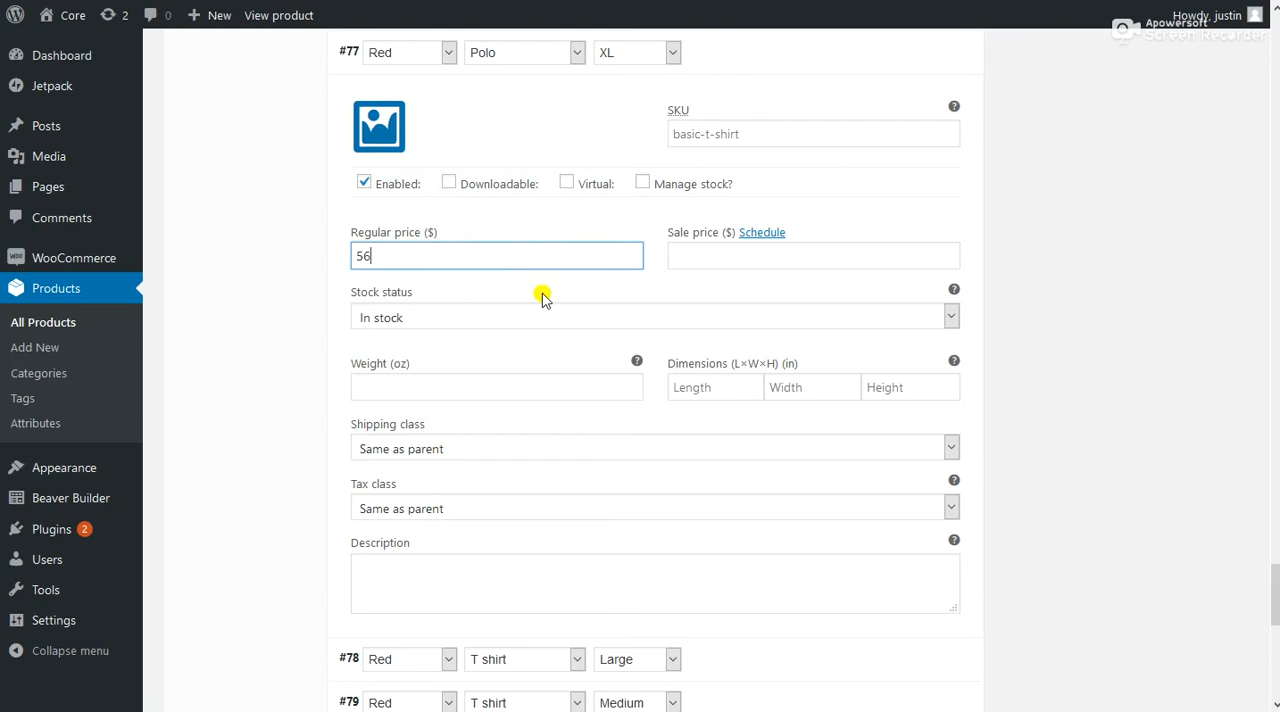 Core 2 0 New View product Howdy, justin
Apowersoft
Screen Recorder
Dashboard
Jetpack
Posts
Media
Pages
Comments
WooCommerce
Products
All Products
Add New
Categories
Tags
Attributes
Appearance
Beaver Builder
Plugins 2
Users
Tools
Settings
Collapse menu
#77 Red Polo XL
SKU ?
basic-t-shirt
Enabled: Downloadable: Virtual: Manage stock?
Regular price ($) Sale price ($) Schedule
56
Stock status ?
In stock
Weight (oz) ? Dimensions (L×W×H) (in) ?
Length Width Height
Shipping class
Same as parent
Tax class ?
Same as parent
Description ?
#78 Red T shirt Large
#79 Red T shirt Medium